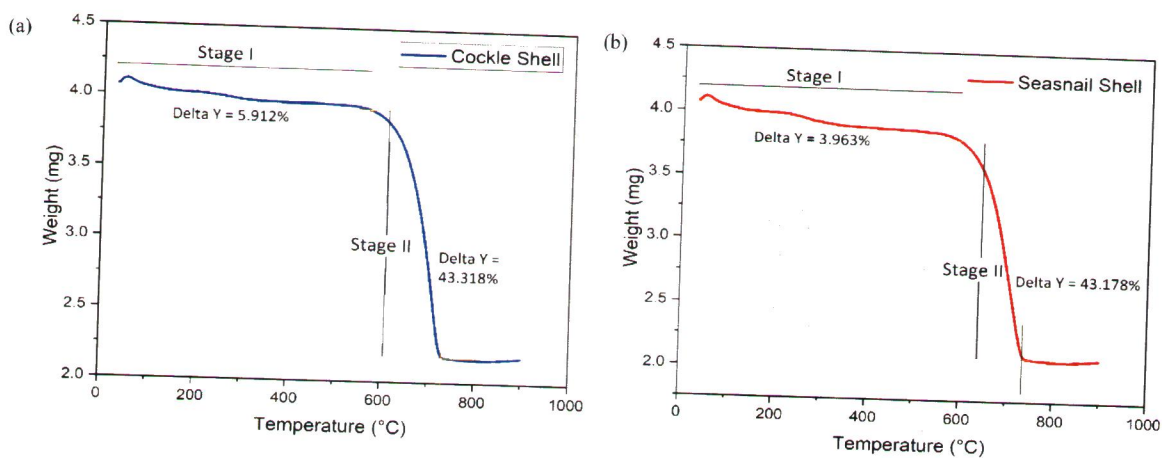 (a)
4.5
4.0
3.5
3.0
2.5
2.0
Weight (mg)
Stage I
Cockle Shell
Delta Y = 5.912%
Stage II
Delta Y =
43.318%
0
200
400
600
800
1000
Temperature (°C)
(b)
4.5
4.0
3.5
3.0
2.5
2.0
Weight (mg)
Stage I
Seasnail Shell
Delta Y = 3.963%
Stage II
Delta Y = 43.178%
0
200
400
600
800
1000
Temperature (°C)